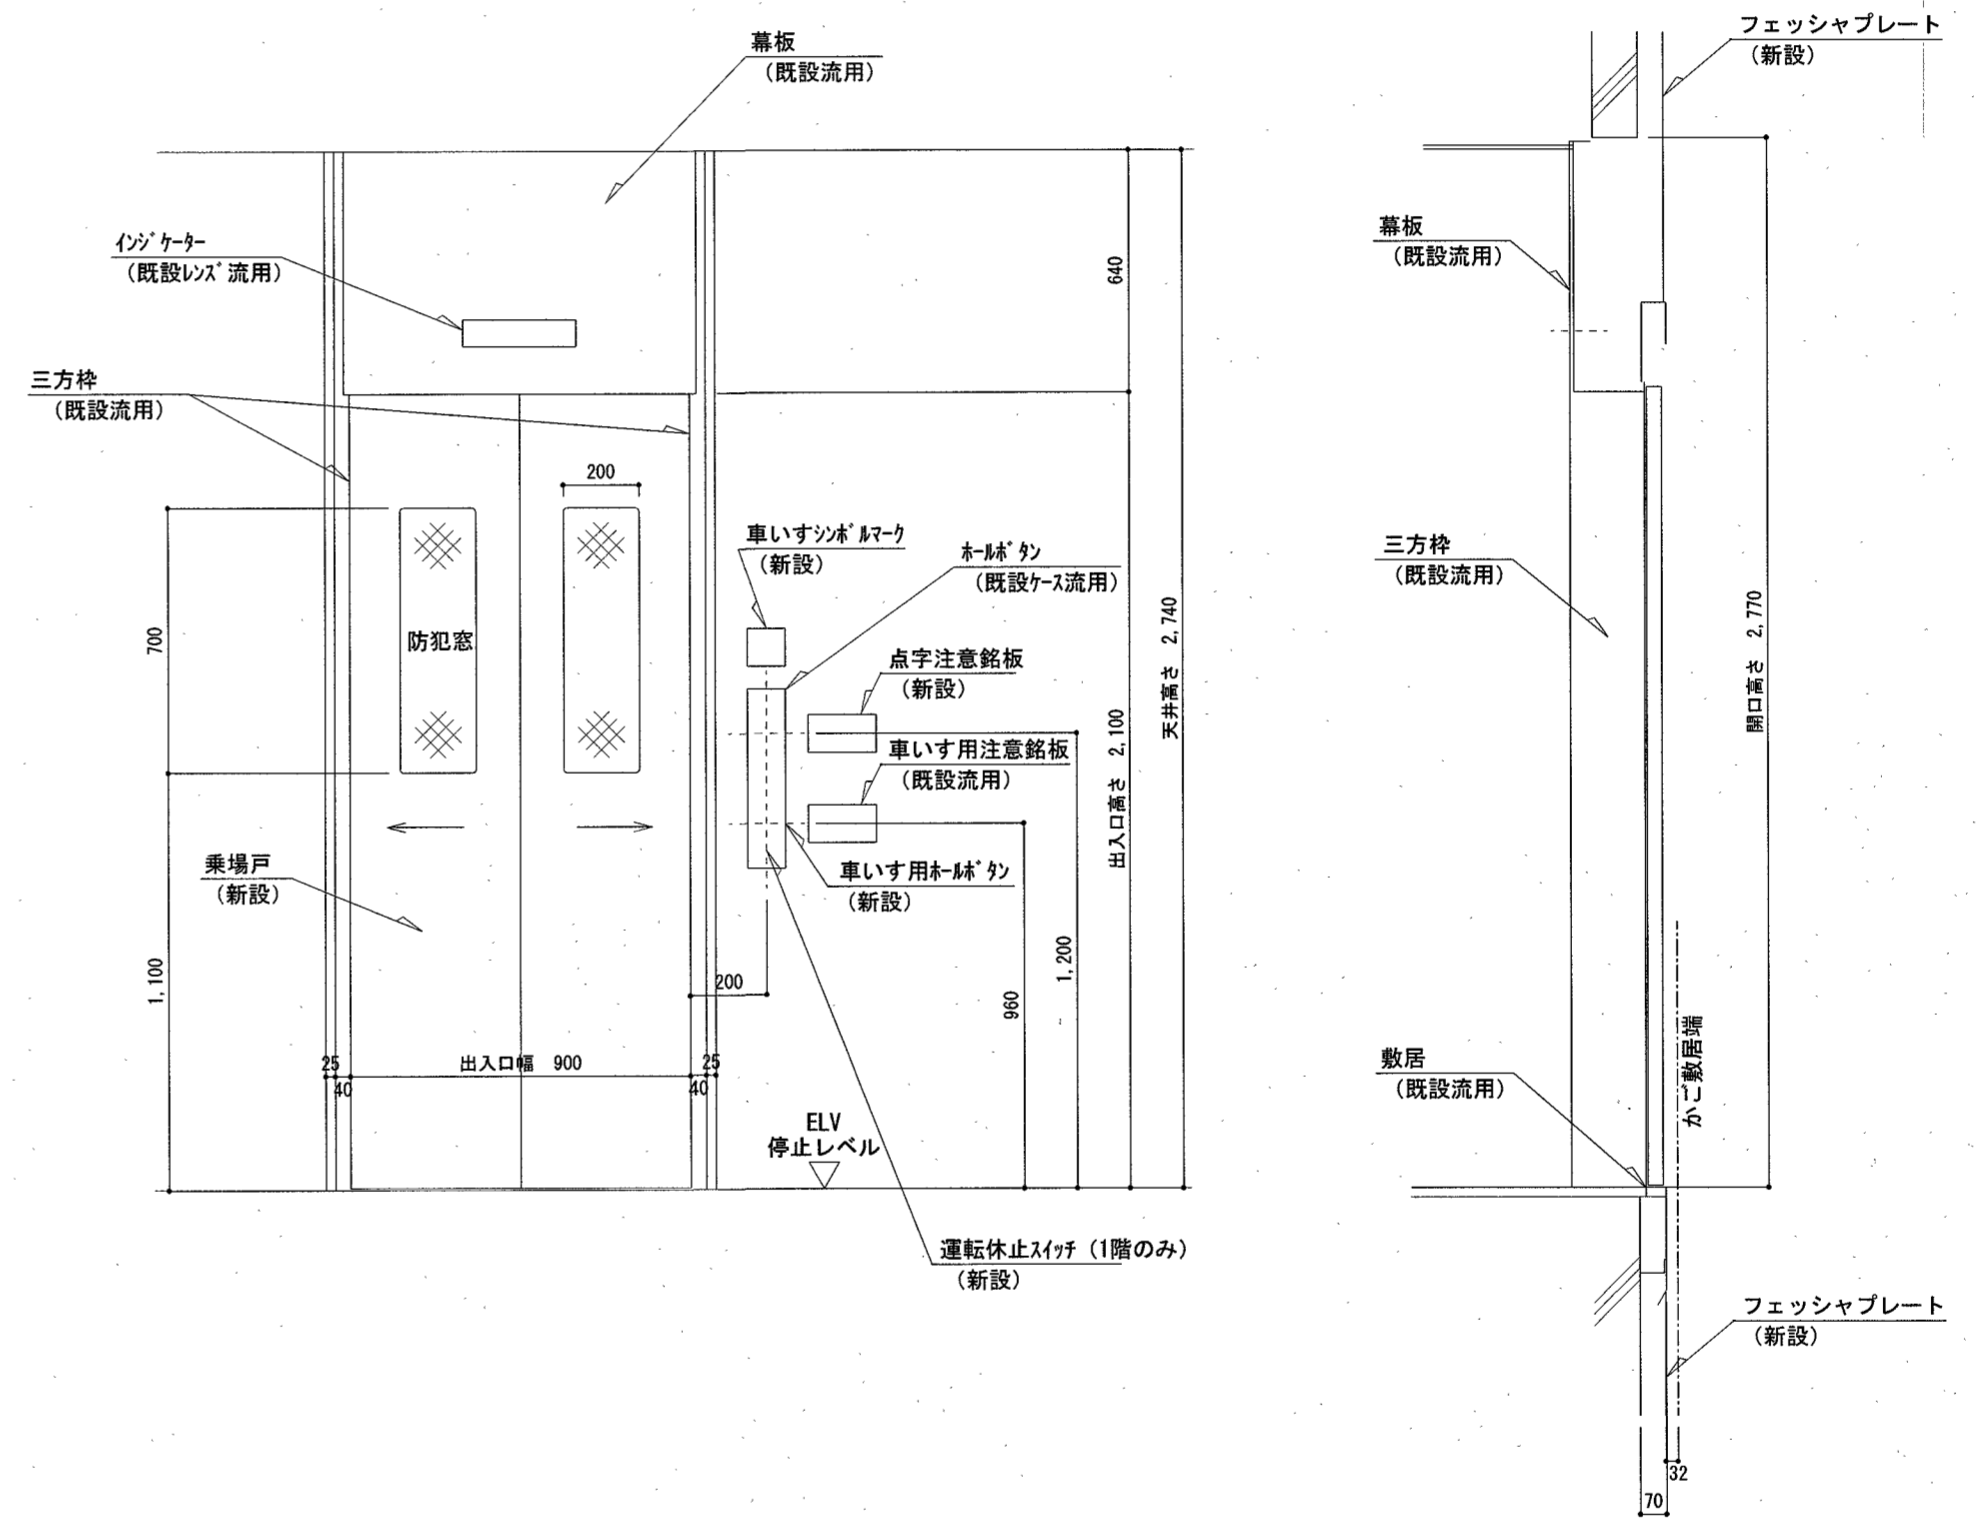 幕板
（既設流用）
インジケーター
（既設レンズ流用）
三方枠
（既設流用）
200
防犯窓
700
1,100
乗場戸
（新設）
車いすシンボルマーク
（新設）
ホールボタン
（既設ケース流用）
点字注意銘板
（新設）
車いす用注意銘板
（既設流用）
車いす用ホールボタン
（新設）
200
25
40
出入口幅 900
40
25
ELV
停止レベル
運転休止スイッチ（1階のみ）
（新設）
960
1,200
640
出入口高さ 2,100
天井高さ 2,740
フェッシャプレート
（新設）
幕板
（既設流用）
三方枠
（既設流用）
開口高さ 2,770
敷居
（既設流用）
かご敷居端
フェッシャプレート
（新設）
32
70